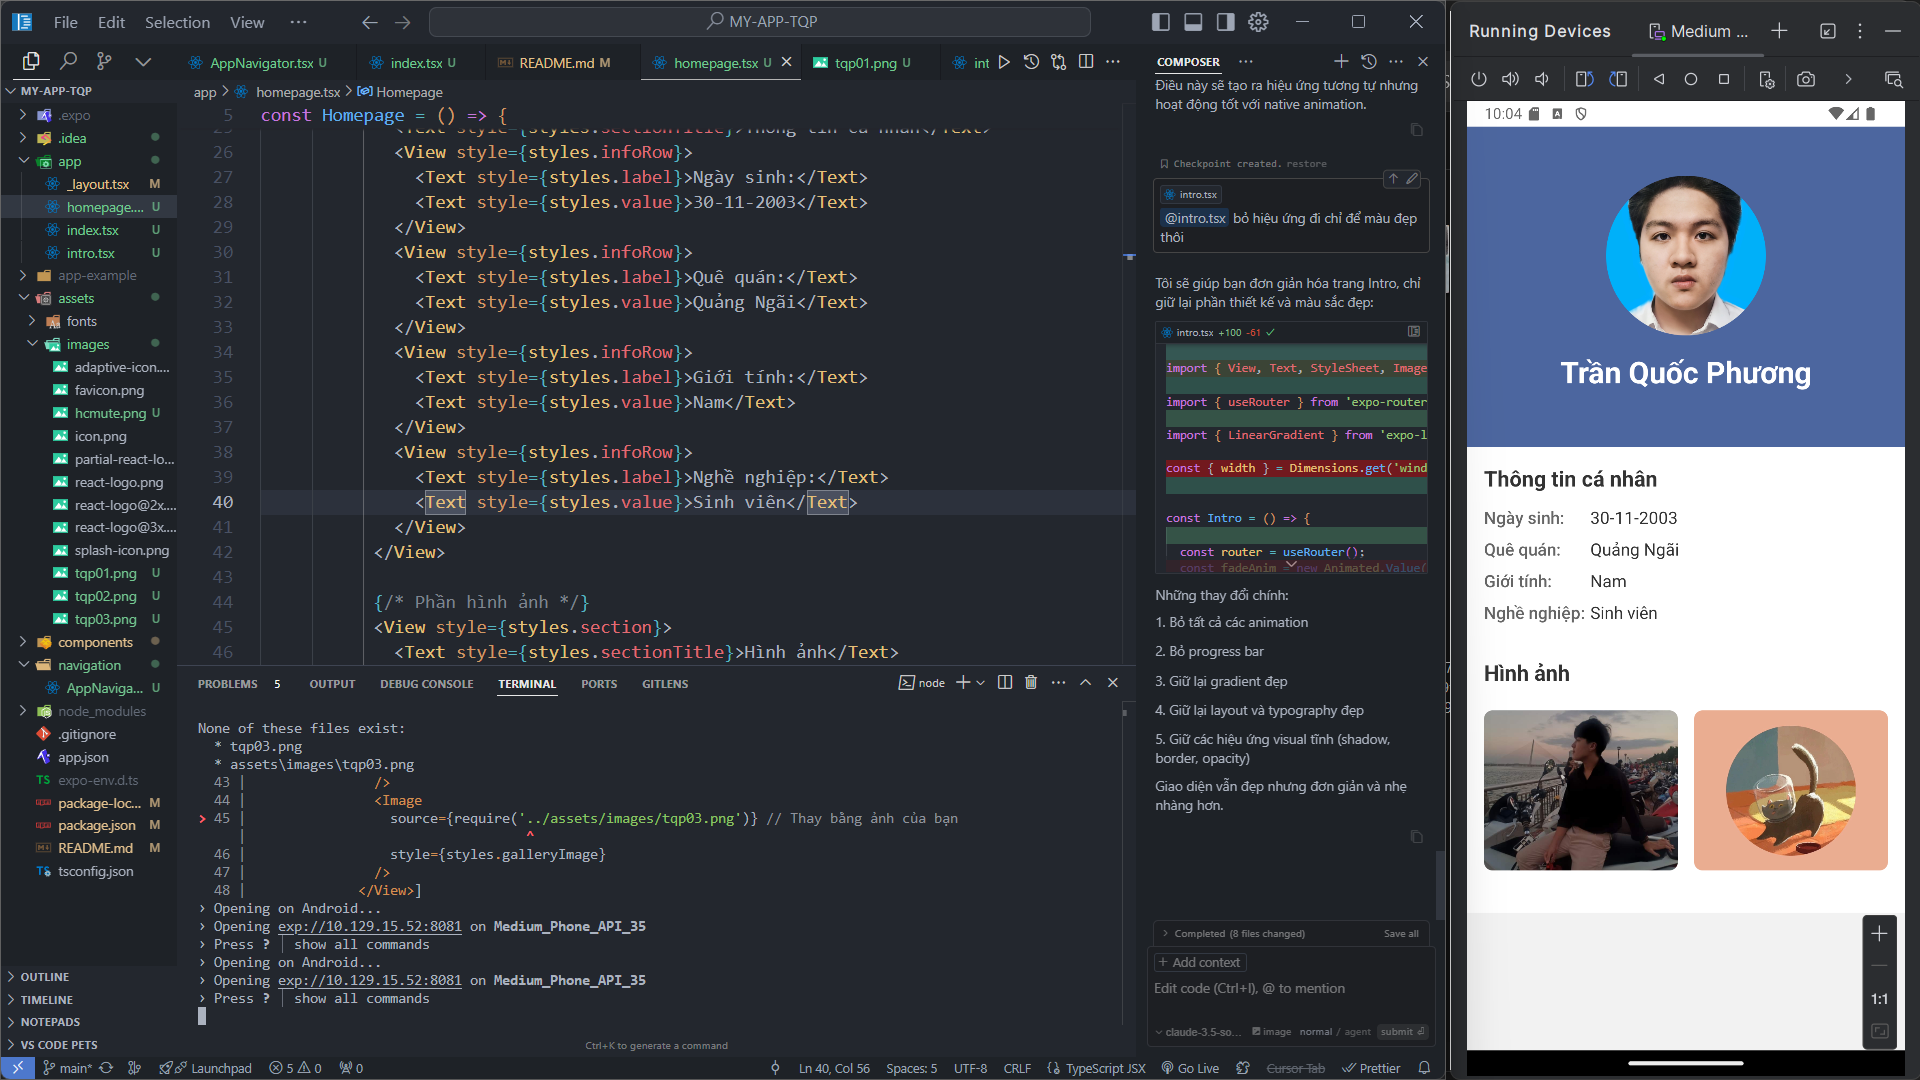 File Edit Selection View ···
MY-APP-TQP
AppNavigator.tsx U
index.tsx U
README.md M
homepage.tsx U
tqp01.png U
int
MY-APP-TQP
.expo
.idea
app
_layout.tsx M
homepage.... U
index.tsx U
intro.tsx U
app-example
assets
fonts
images
adaptive-icon....
favicon.png
hcmute.png U
icon.png
partial-react-lo...
react-logo.png
react-logo@2x....
react-logo@3x....
splash-icon.png
tqp01.png U
tqp02.png U
tqp03.png U
components
navigation
AppNaviga... U
node_modules
.gitignore
app.json
expo-env.d.ts
package-loc... M
package.json M
README.md M
tsconfig.json
OUTLINE
TIMELINE
NOTEPADS
VS CODE PETS
app > homepage.tsx > Homepage
5 const Homepage = () => {
26 <View style={styles.infoRow}>
27 <Text style={styles.label}>Ngày sinh:</Text>
28 <Text style={styles.value}>30-11-2003</Text>
29 </View>
30 <View style={styles.infoRow}>
31 <Text style={styles.label}>Quê quán:</Text>
32 <Text style={styles.value}>Quảng Ngãi</Text>
33 </View>
34 <View style={styles.infoRow}>
35 <Text style={styles.label}>Giới tính:</Text>
36 <Text style={styles.value}>Nam</Text>
37 </View>
38 <View style={styles.infoRow}>
39 <Text style={styles.label}>Nghề nghiệp:</Text>
40 <Text style={styles.value}>Sinh viên</Text>
41 </View>
42 </View>
43
44 {/* Phần hình ảnh */}
45 <View style={styles.section}>
46 <Text style={styles.sectionTitle}>Hình ảnh</Text>
PROBLEMS 5 OUTPUT DEBUG CONSOLE TERMINAL PORTS GITLENS
node
None of these files exist:
* tqp03.png
* assets\images\tqp03.png
43 | />
44 | <Image
> 45 | source={require('../assets/images/tqp03.png')} // Thay bằng ảnh của bạn
| ^
46 | style={styles.galleryImage}
47 | />
48 | </View>]
› Opening on Android...
› Opening exp://10.129.15.52:8081 on Medium_Phone_API_35
› Press ? │ show all commands
› Opening on Android...
› Opening exp://10.129.15.52:8081 on Medium_Phone_API_35
› Press ? │ show all commands
Ctrl+K to generate a command
COMPOSER
Điều này sẽ tạo ra hiệu ứng tương tự nhưng
hoạt động tốt với native animation.
Checkpoint created. restore
intro.tsx
@intro.tsx bỏ hiệu ứng đi chỉ để màu đẹp
thôi
Tôi sẽ giúp bạn đơn giản hóa trang Intro, chỉ
giữ lại phần thiết kế và màu sắc đẹp:
intro.tsx +100 -61
import { View, Text, StyleSheet, Image
import { useRouter } from 'expo-router
import { LinearGradient } from 'expo-l
const { width } = Dimensions.get('wind
const Intro = () => {
const router = useRouter();
const fadeAnim = new Animated.Value(
Những thay đổi chính:
1. Bỏ tất cả các animation
2. Bỏ progress bar
3. Giữ lại gradient đẹp
4. Giữ lại layout và typography đẹp
5. Giữ các hiệu ứng visual tĩnh (shadow,
border, opacity)
Giao diện vẫn đẹp nhưng đơn giản và nhẹ
nhàng hơn.
Completed (8 files changed) Save all
+ Add context
Edit code (Ctrl+I), @ to mention
claude-3.5-so... image normal / agent submit
main* Launchpad 5 0 0
Ln 40, Col 56 Spaces: 5 UTF-8 CRLF TypeScript JSX Go Live Cursor Tab Prettier
Running Devices Medium ...
10:04
Trần Quốc Phương
Thông tin cá nhân
Ngày sinh: 30-11-2003
Quê quán: Quảng Ngãi
Giới tính: Nam
Nghề nghiệp: Sinh viên
Hình ảnh
1:1